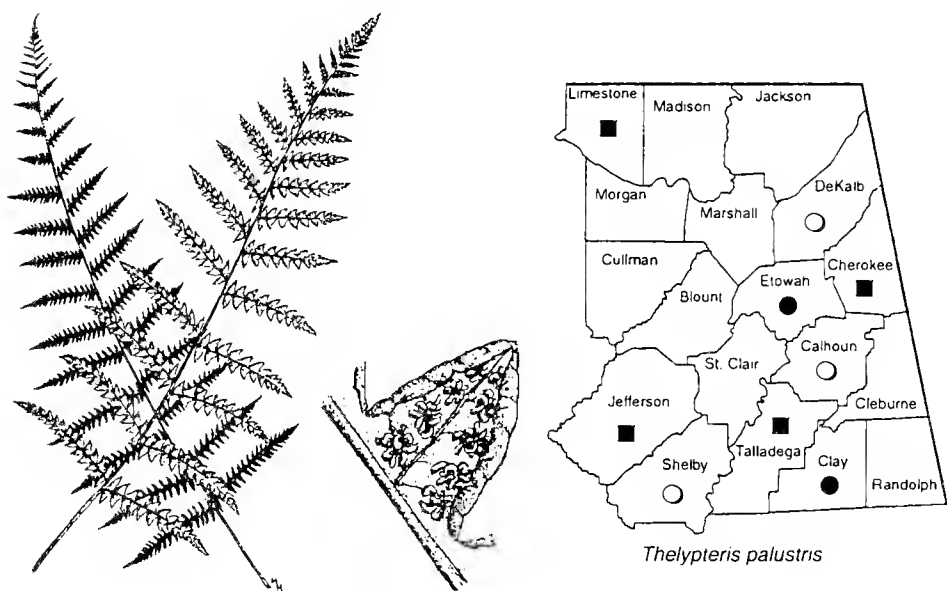 Limestone
Madison
Jackson
Morgan
Marshall
DeKalb
Cullman
Blount
Etowah
Cherokee
St. Clair
Calhoun
Jefferson
Cleburne
Talladega
Shelby
Clay
Randolph
Thelypteris palustris